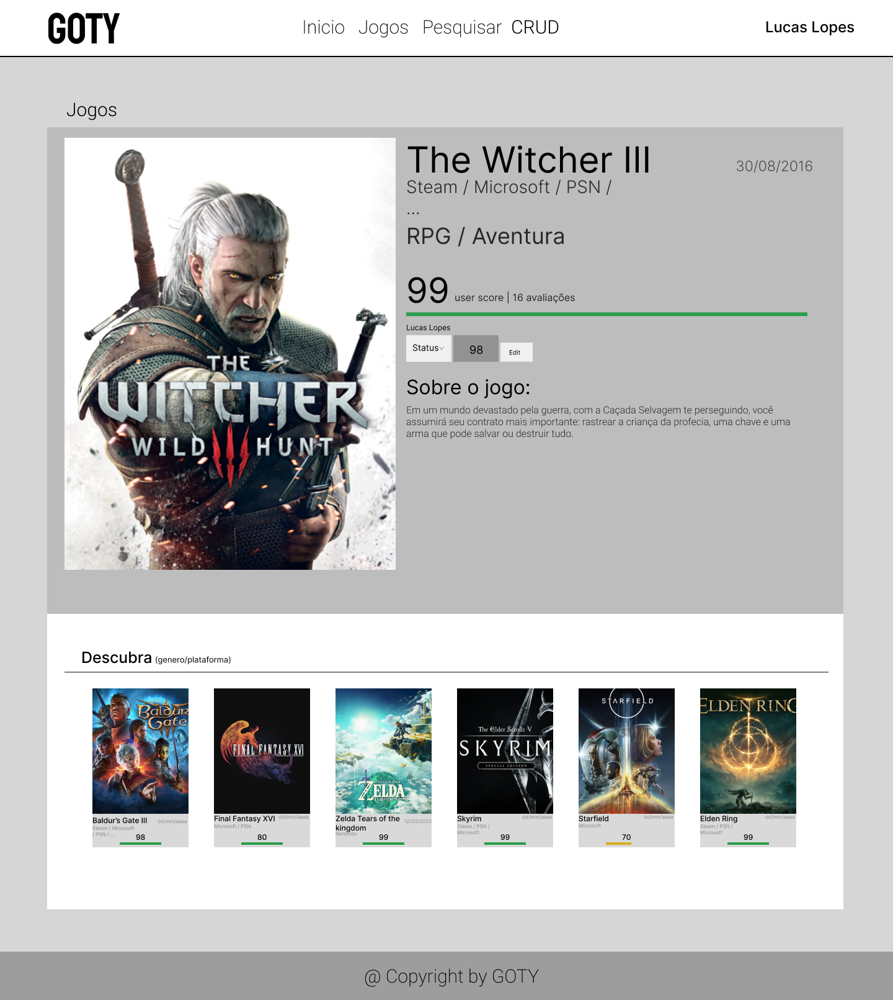 GOTY
Inicio Jogos Pesquisar CRUD
Lucas Lopes
Jogos
The Witcher III
30/08/2016
Steam / Microsoft / PSN /
...
RPG / Aventura
99 user score | 16 avaliações
Lucas Lopes
Status
98
Edit
Sobre o jogo:
Em um mundo devastado pela guerra, com a Caçada Selvagem te perseguindo, você
assumirá seu contrato mais importante: rastrear a criança da profecia, uma chave e uma
arma que pode salvar ou destruir tudo.
THE
WITCHER
WILD III HUNT
Descubra (genero/plataforma)
Baldur's
Gate
Baldur's Gate III dd/mm/aaaa
Steam / Microsoft
/ PSN / ...
98
FINAL FANTASY XVI
Final Fantasy XVI dd/mm/aaaa
Microsoft / PSN
80
THE LEGEND OF
ZELDA
TEARS OF THE KINGDOM
Zelda Tears of the
kingdom
12/03/2023
Nintendo
99
The Elder Scrolls V
SKYRIM
SPECIAL EDITION
Skyrim dd/mm/aaaa
Steam / PSN /
Microsoft
99
STARFIELD
Starfield dd/mm/aaaa
Microsoft
70
ELDEN RING
Elden Ring dd/mm/aaaa
Steam / PSN /
Microsoft
99
@ Copyright by GOTY